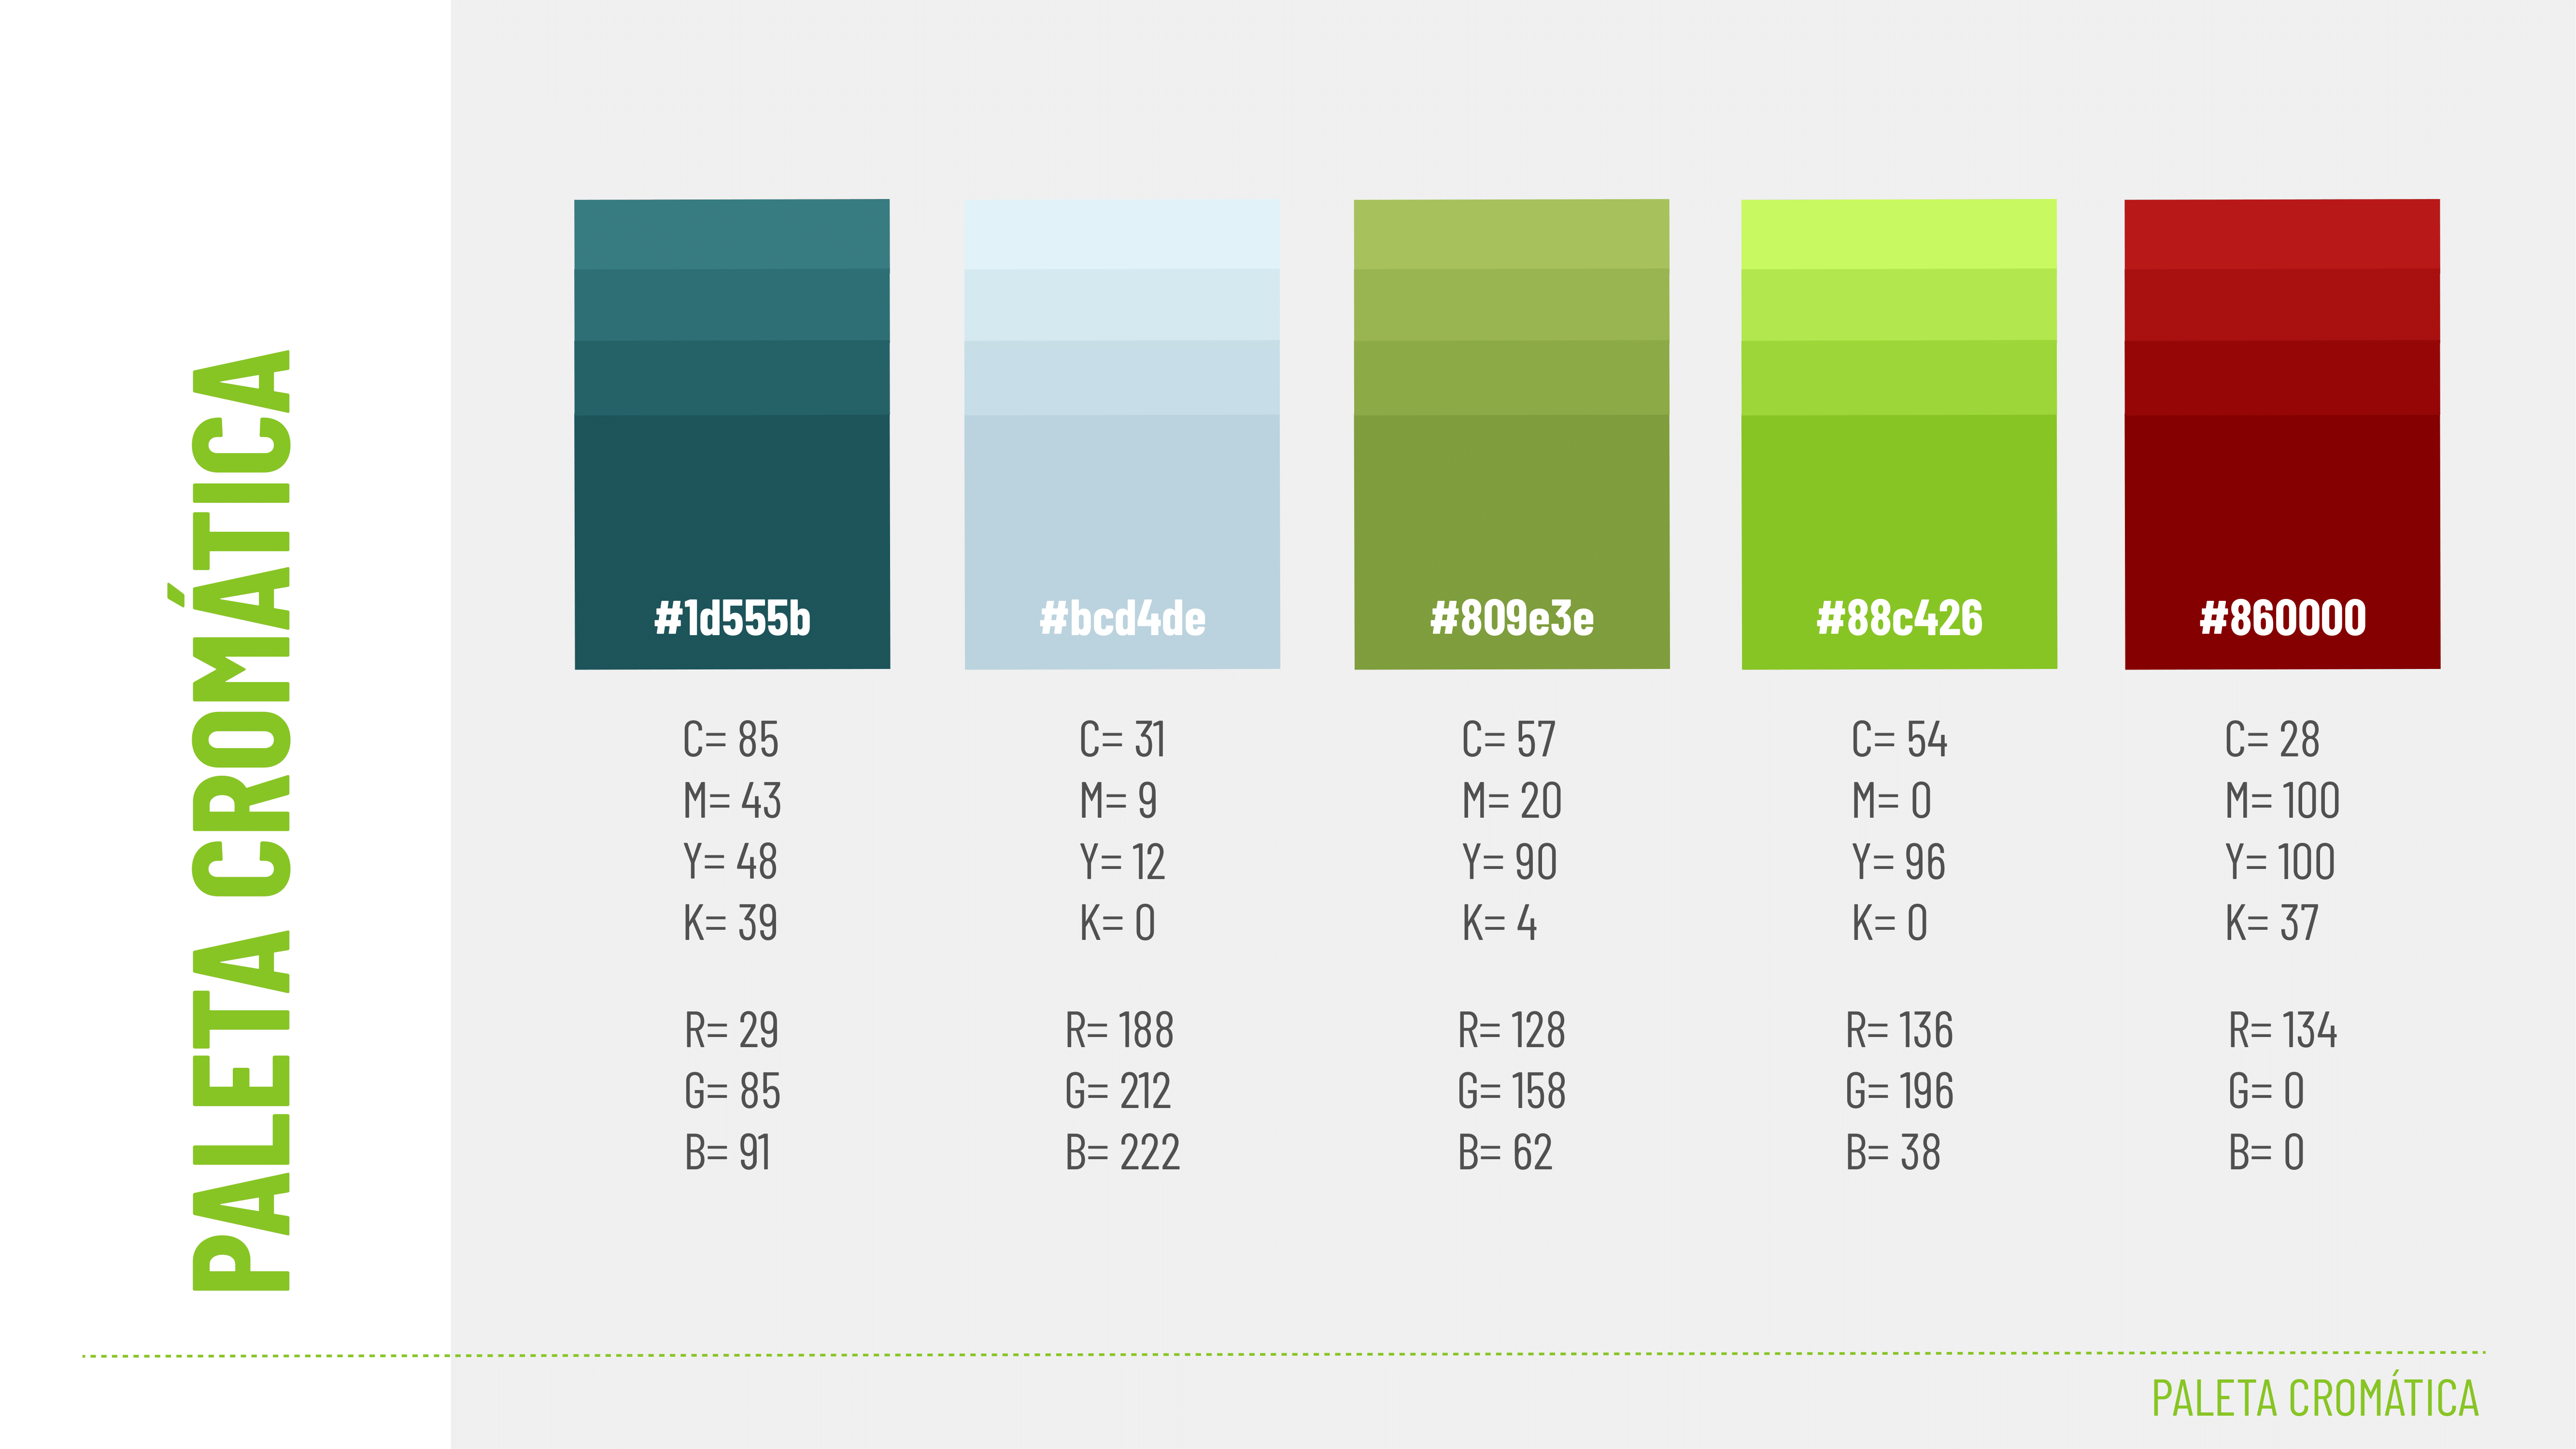 PALETA CROMÁTICA
#1d555b
#bcd4de
#809e3e
#88c426
#860000
C= 85
M= 43
Y= 48
K= 39
R= 29
G= 85
B= 91
C= 31
M= 9
Y= 12
K= 0
R= 188
G= 212
B= 222
C= 57
M= 20
Y= 90
K= 4
R= 128
G= 158
B= 62
C= 54
M= 0
Y= 96
K= 0
R= 136
G= 196
B= 38
C= 28
M= 100
Y= 100
K= 37
R= 134
G= 0
B= 0
PALETA CROMÁTICA